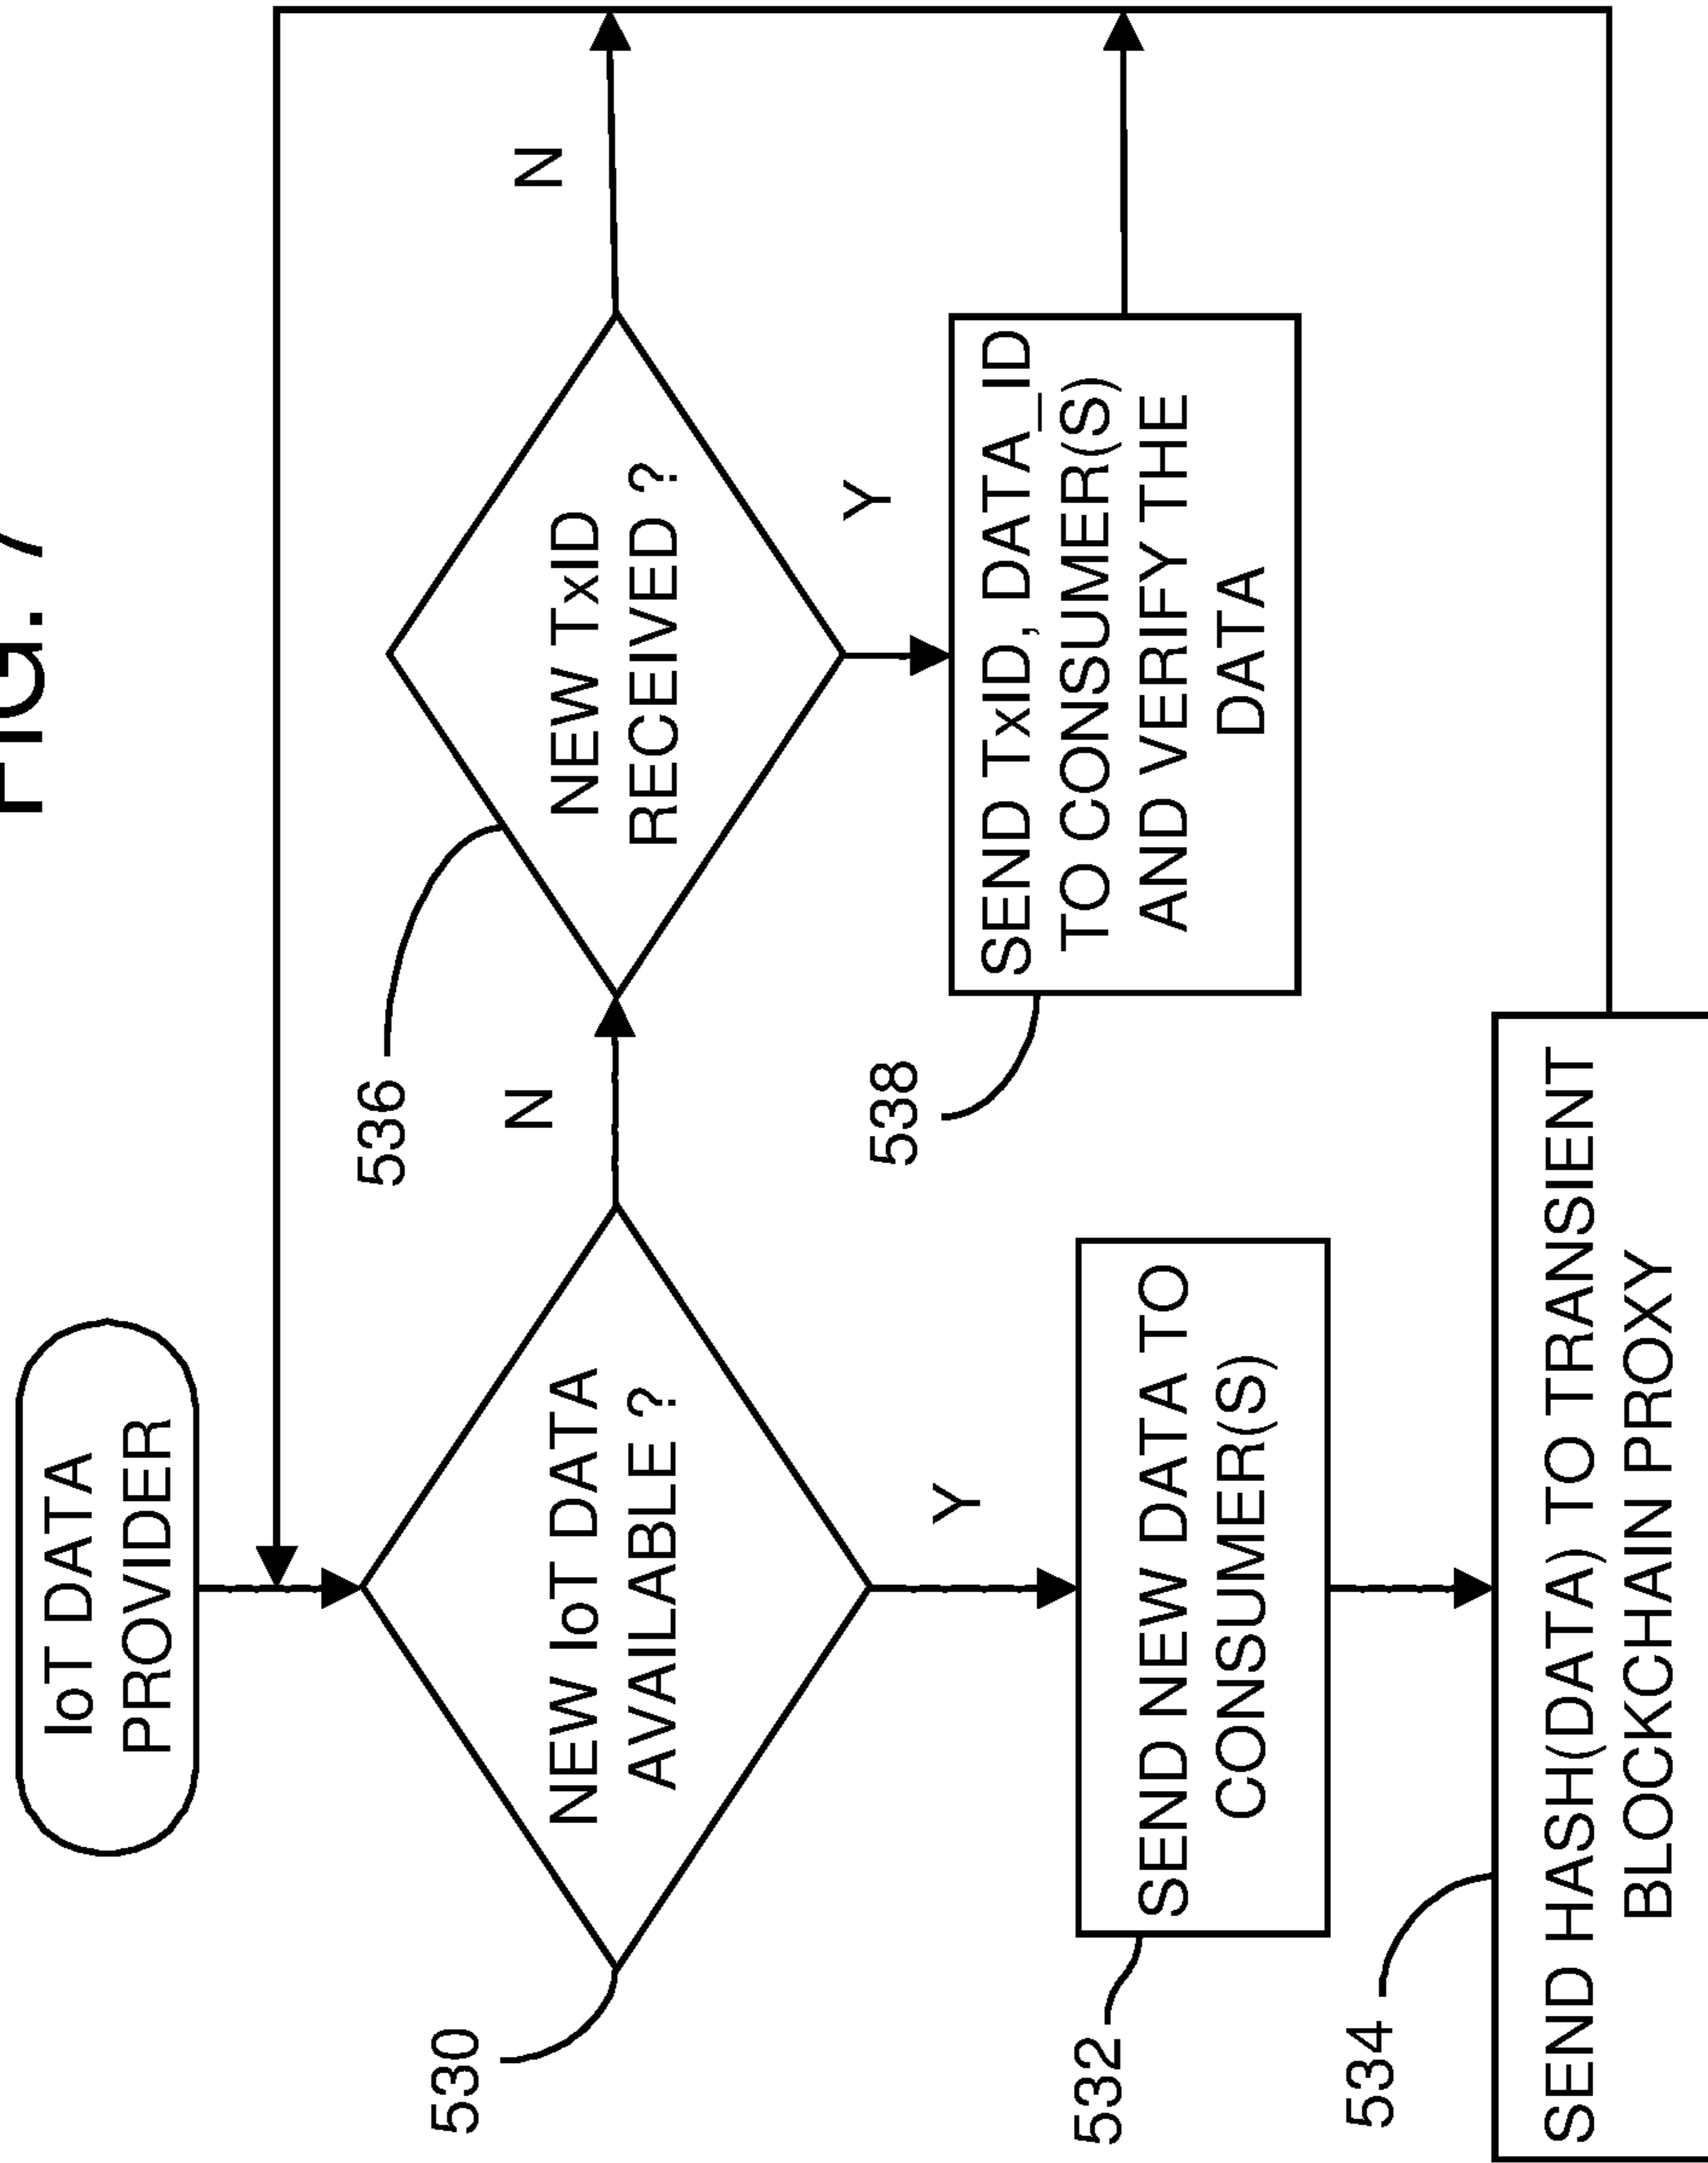 FIG. 7
IoT DATA
PROVIDER
530
NEW IoT DATA
AVAILABLE ?
N
Y
536
NEW TxID
RECEIVED ?
N
Y
532
SEND NEW DATA TO
CONSUMER(S)
538
SEND TxID, DATA_ID
TO CONSUMER(S)
AND VERIFY THE
DATA
534
SEND HASH(DATA) TO TRANSIENT
BLOCKCHAIN PROXY